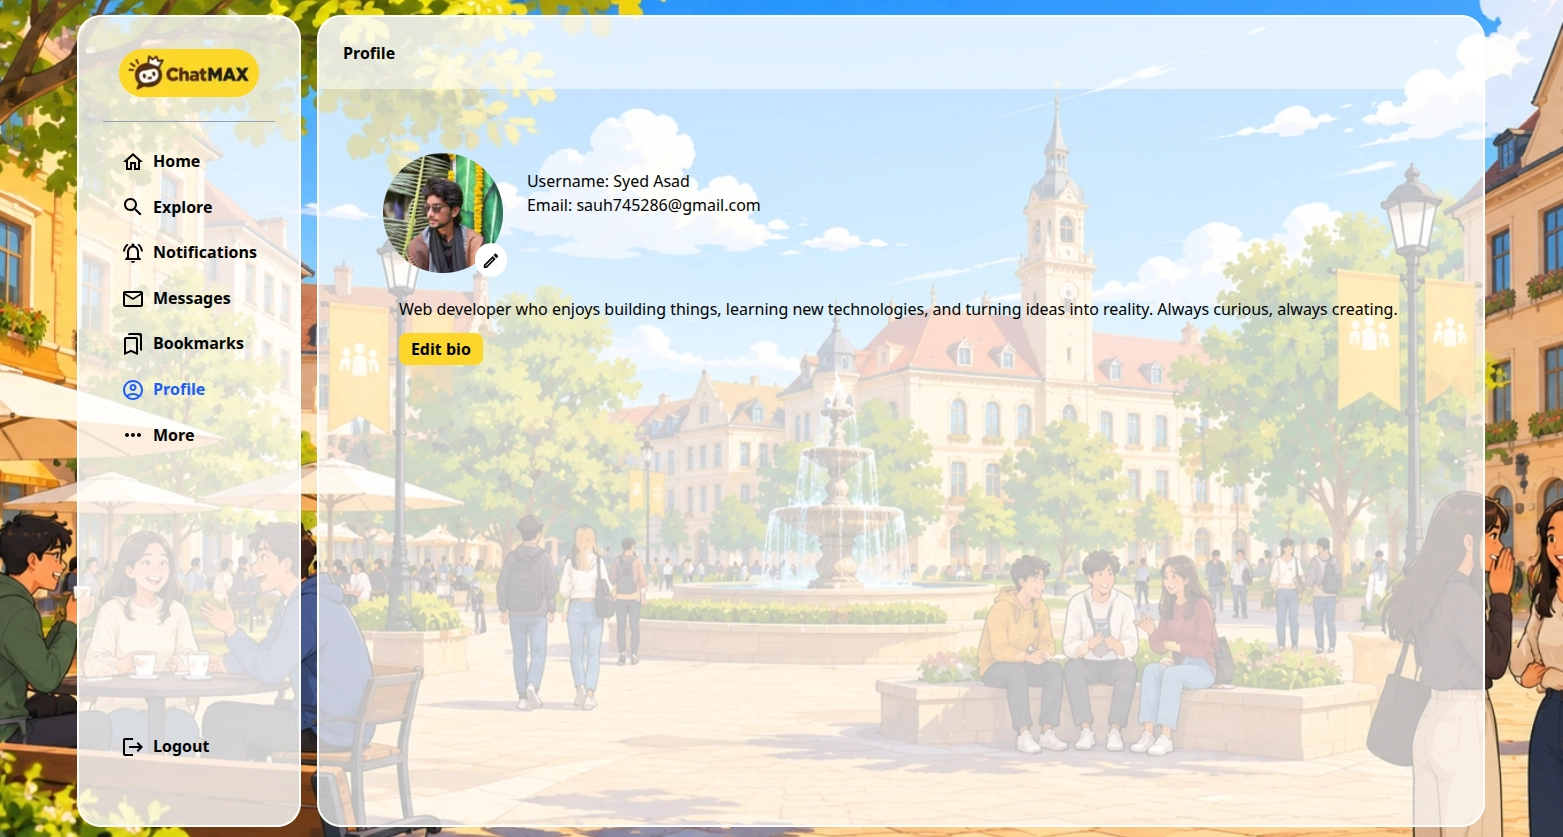 ChatMAX
Home
Explore
Notifications
Messages
Bookmarks
Profile
More
Logout
Profile
Username: Syed Asad
Email: sauh745286@gmail.com
Web developer who enjoys building things, learning new technologies, and turning ideas into reality. Always curious, always creating.
Edit bio